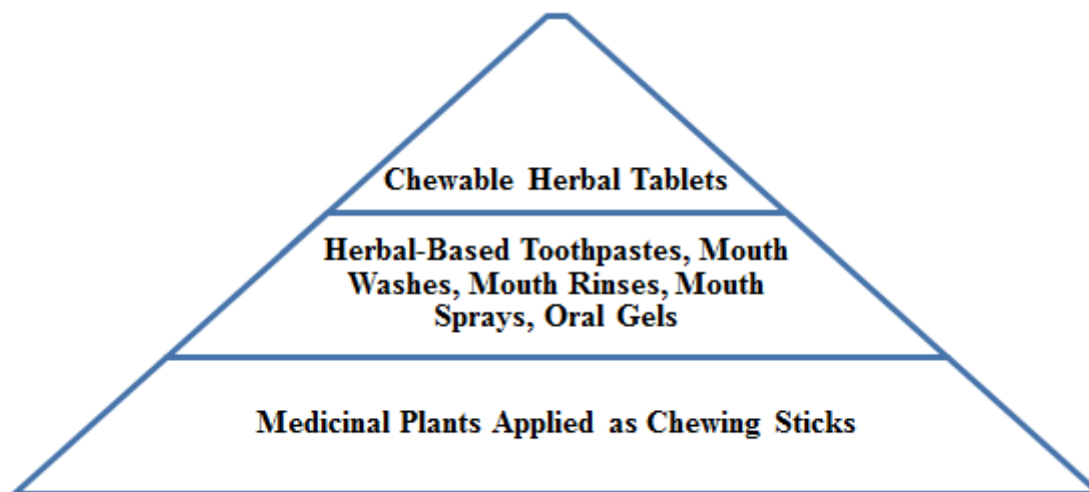 Chewable Herbal Tablets
Herbal-Based Toothpastes, Mouth
Washes, Mouth Rinses, Mouth
Sprays, Oral Gels
Medicinal Plants Applied as Chewing Sticks